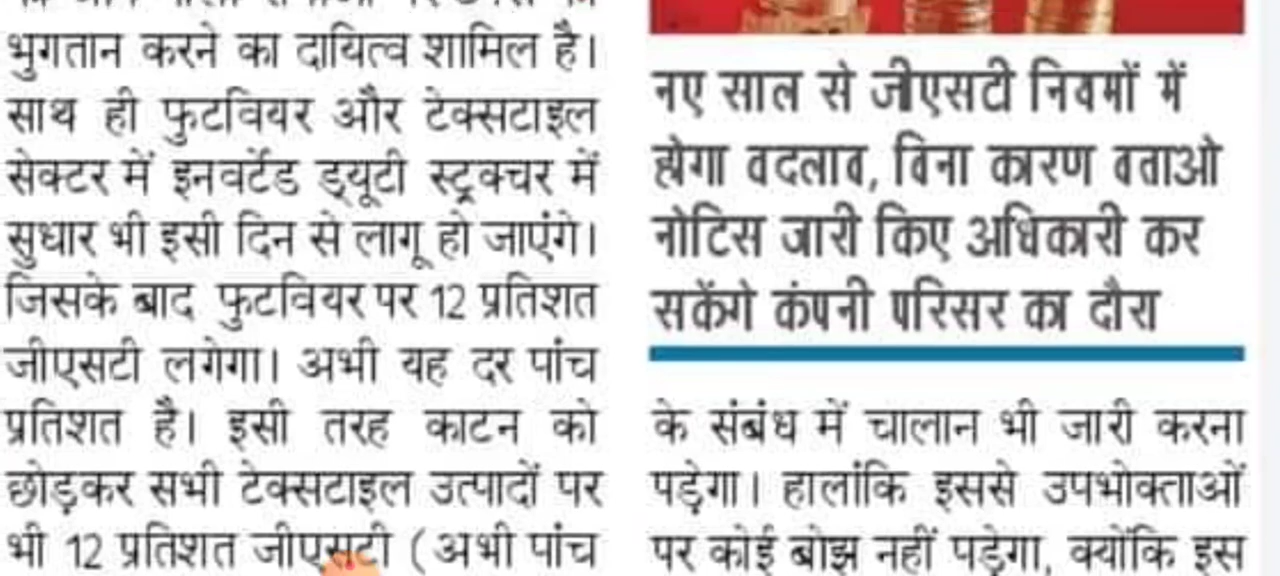 भुगतान करने का दायित्व शामिल है।
साथ ही फुटवियर और टेक्सटाइल
सेक्टर में इनवर्टेड ड्यूटी स्ट्रक्चर में
सुधार भी इसी दिन से लागू हो जाएंगे।
जिसके बाद फुटवियर पर 12 प्रतिशत
जीएसटी लगेगा। अभी यह दर पांच
प्रतिशत है। इसी तरह काटन को
छोड़कर सभी टेक्सटाइल उत्पादों पर
भी 12 प्रतिशत जीएसटी (अभी पांच
नए साल से जीएसटी नियमों में
होगा बदलाव, बिना कारण बताओ
नोटिस जारी किए अधिकारी कर
सकेंगे कंपनी परिसर का दौरा
के संबंध में चालान भी जारी करना
पड़ेगा। हालांकि इससे उपभोक्ताओं
पर कोई बोझ नहीं पड़ेगा, क्योंकि इस